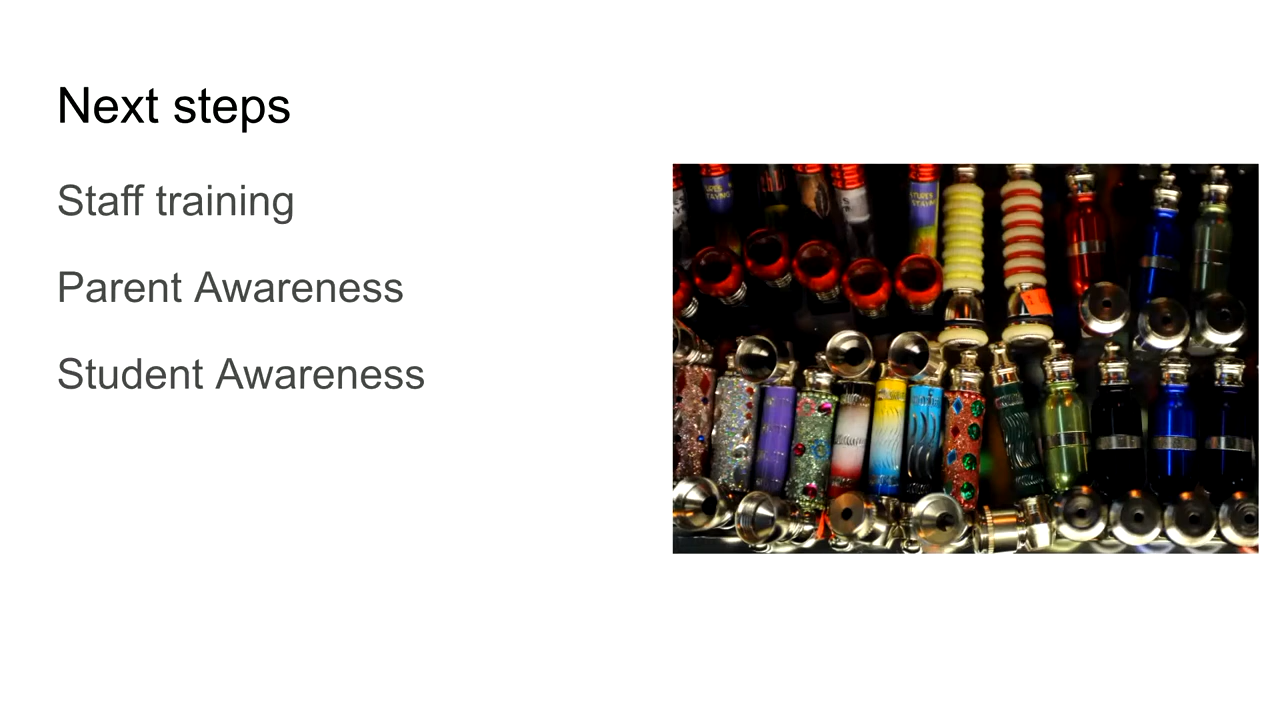 Next steps
Staff training
Parent Awareness
Student Awareness